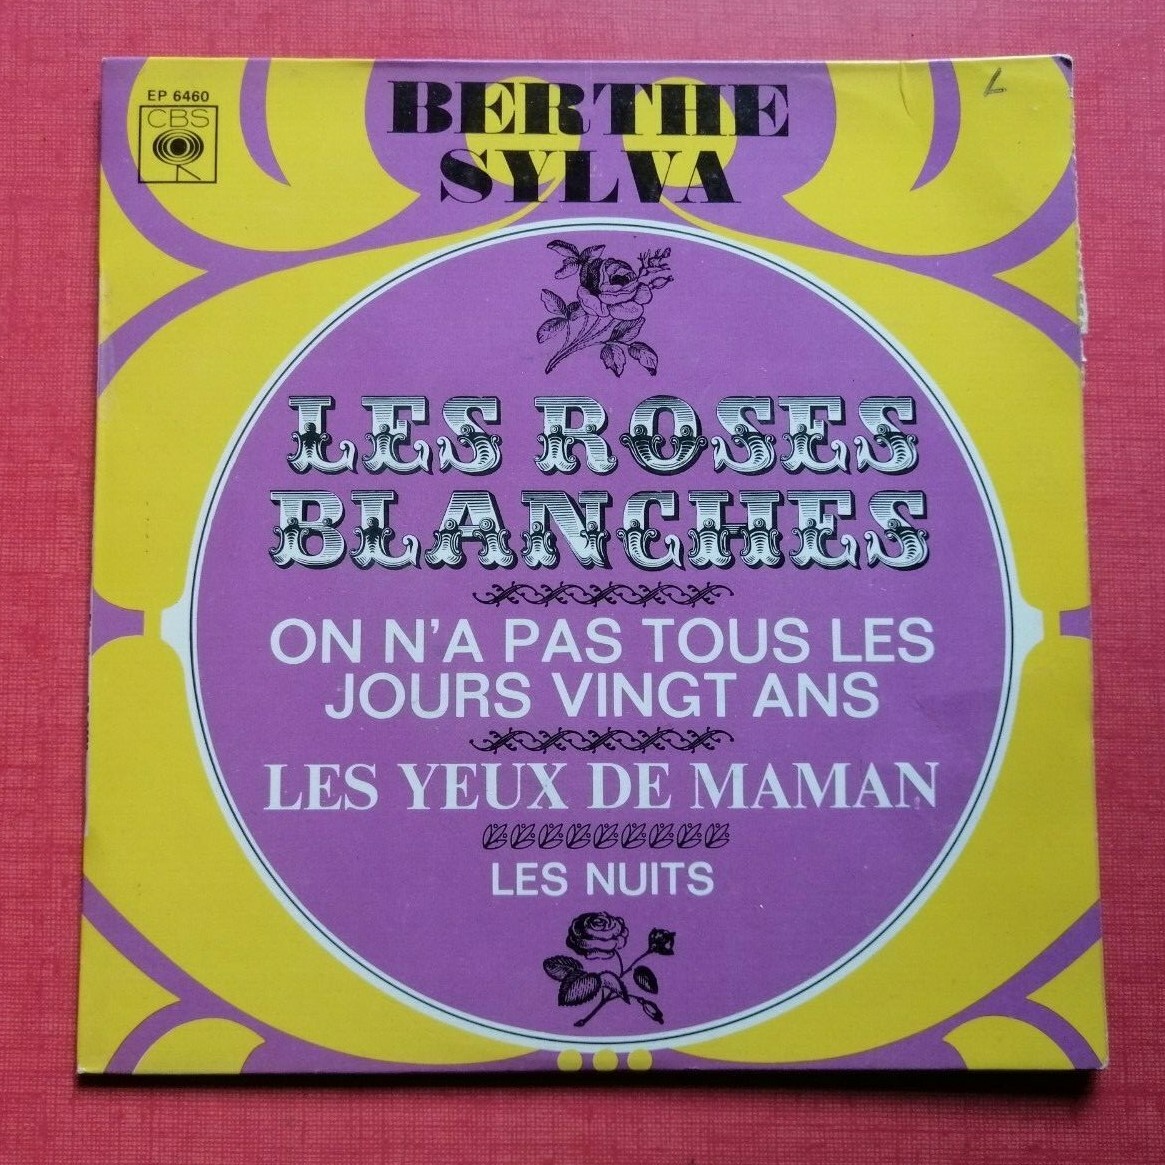 EP 6460
CBS
BERTHE
SYLVA
LES ROSES
BLANCHES
ON N'A PAS TOUS LES
JOURS VINGT ANS
LES YEUX DE MAMAN
LES NUITS